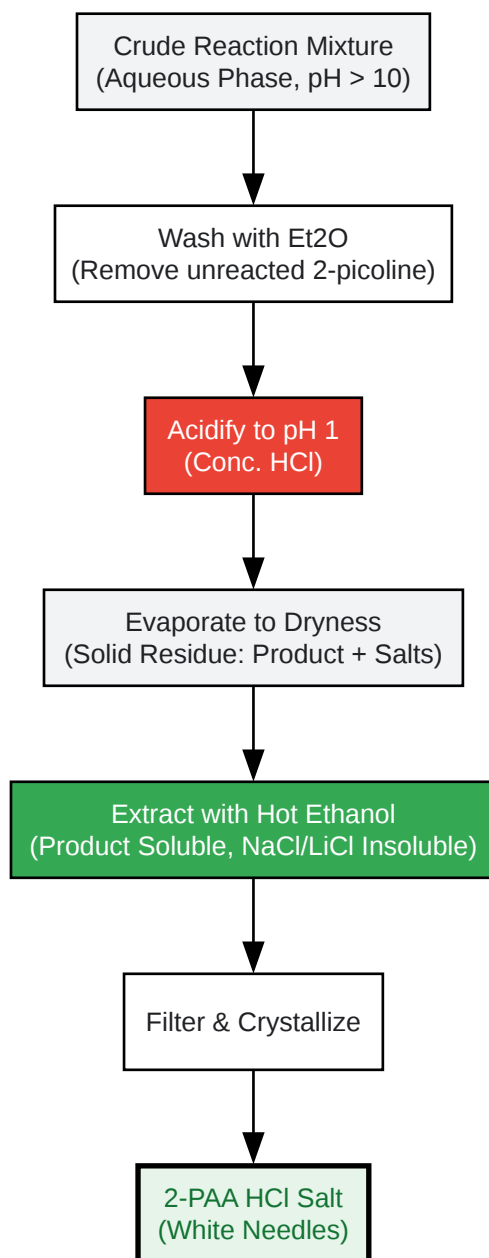 Crude Reaction Mixture
(Aqueous Phase, pH > 10)
Wash with Et2O
(Remove unreacted 2-picoline)
Acidify to pH 1
(Conc. HCl)
Evaporate to Dryness
(Solid Residue: Product + Salts)
Extract with Hot Ethanol
(Product Soluble, NaCl/LiCl Insoluble)
Filter & Crystallize
2-PAA HCl Salt
(White Needles)